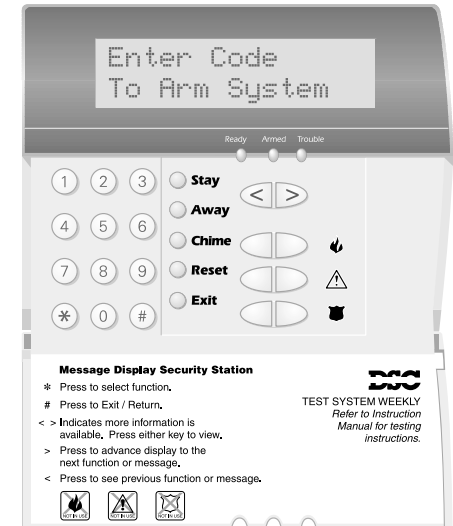 Enter Code
To Arm System
Ready Armed Trouble
1 2 3
Stay
< >
Away
4 5 6
Chime
7 8 9
Reset
Exit
* 0 #
Message Display Security Station
* Press to select function.
# Press to Exit / Return.
< > Indicates more information is
available. Press either key to view.
> Press to advance display to the
next function or message.
< Press to see previous function or message.
NOT IN USE NOT IN USE NOT IN USE
DSC
TEST SYSTEM WEEKLY
Refer to Instruction
Manual for testing
instructions.